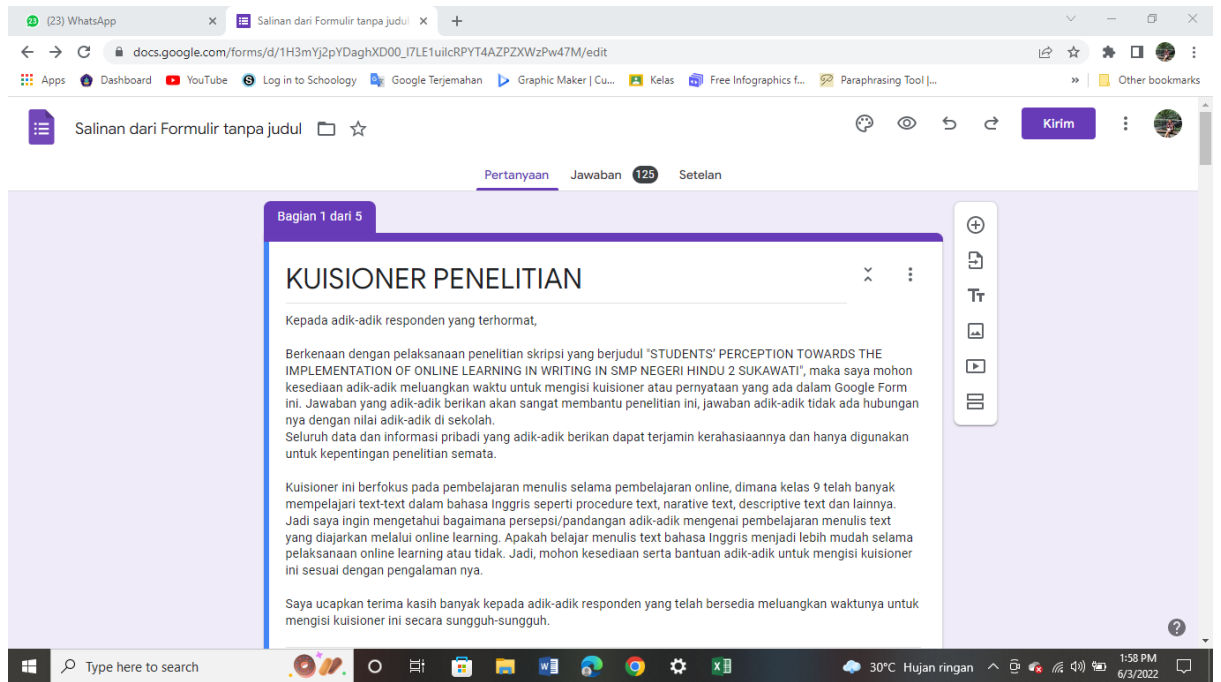 (23) WhatsApp
Salinan dari Formulir tanpa judul
docs.google.com/forms/d/1H3mYj2pYDaghXD00_I7LE1uilcRPYT4AZPZXWzPw47M/edit
Apps Dashboard YouTube Log in to Schoology Google Terjemahan Graphic Maker | Cu... Kelas Free Infographics f... Paraphrasing Tool |... » Other bookmarks
Salinan dari Formulir tanpa judul Kirim
Pertanyaan Jawaban 125 Setelan
Bagian 1 dari 5
KUISIONER PENELITIAN
Kepada adik-adik responden yang terhormat,
Berkenaan dengan pelaksanaan penelitian skripsi yang berjudul "STUDENTS' PERCEPTION TOWARDS THE
IMPLEMENTATION OF ONLINE LEARNING IN WRITING IN SMP NEGERI HINDU 2 SUKAWATI", maka saya mohon
kesediaan adik-adik meluangkan waktu untuk mengisi kuisioner atau pernyataan yang ada dalam Google Form
ini. Jawaban yang adik-adik berikan akan sangat membantu penelitian ini, jawaban adik-adik tidak ada hubungan
nya dengan nilai adik-adik di sekolah.
Seluruh data dan informasi pribadi yang adik-adik berikan dapat terjamin kerahasiaannya dan hanya digunakan
untuk kepentingan penelitian semata.
Kuisioner ini berfokus pada pembelajaran menulis selama pembelajaran online, dimana kelas 9 telah banyak
mempelajari text-text dalam bahasa Inggris seperti procedure text, narative text, descriptive text dan lainnya.
Jadi saya ingin mengetahui bagaimana persepsi/pandangan adik-adik mengenai pembelajaran menulis text
yang diajarkan melalui online learning. Apakah belajar menulis text bahasa Inggris menjadi lebih mudah selama
pelaksanaan online learning atau tidak. Jadi, mohon kesediaan serta bantuan adik-adik untuk mengisi kuisioner
ini sesuai dengan pengalaman nya.
Saya ucapkan terima kasih banyak kepada adik-adik responden yang telah bersedia meluangkan waktunya untuk
mengisi kuisioner ini secara sungguh-sungguh.
Type here to search 30°C Hujan ringan 1:58 PM
6/3/2022